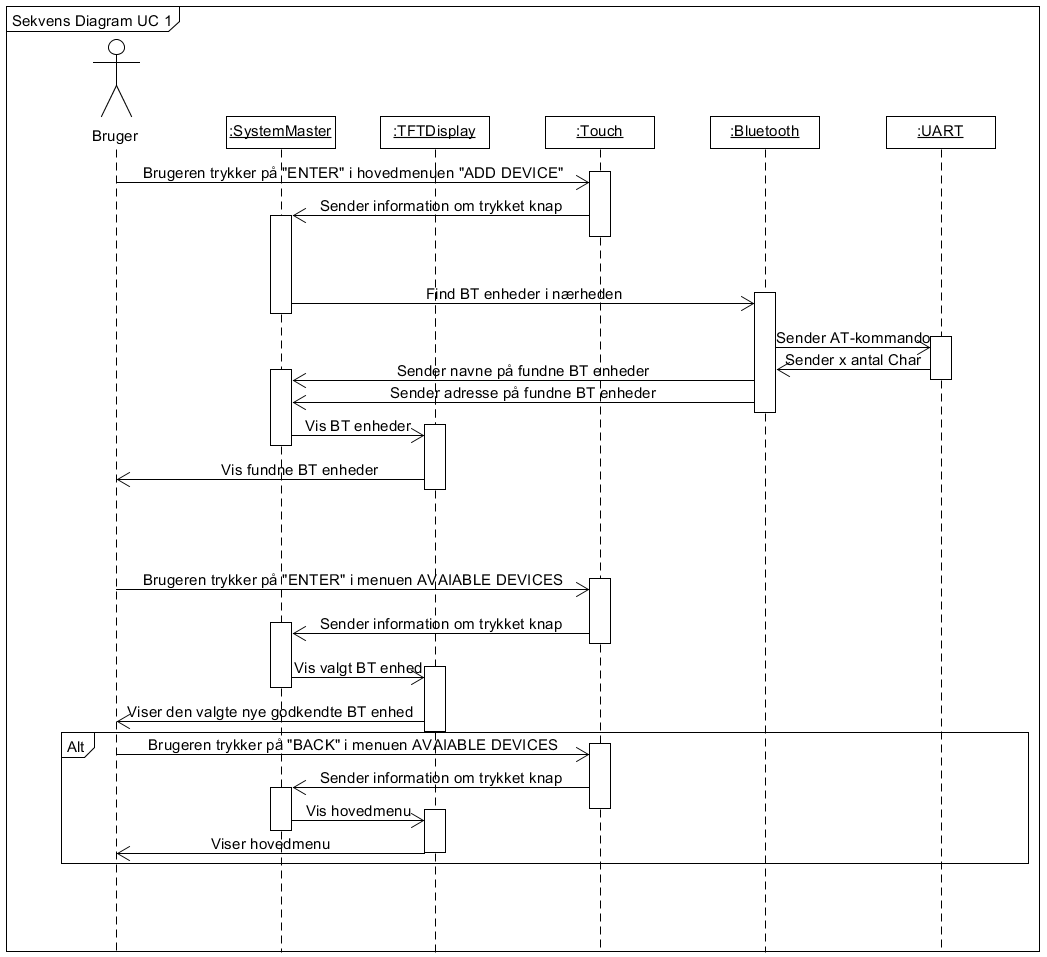 Sekvens Diagram UC 1
Bruger
:SystemMaster
:TFTDisplay
:Touch
:Bluetooth
:UART
Brugeren trykker på "ENTER" i hovedmenuen "ADD DEVICE"
Sender information om trykket knap
Find BT enheder i nærheden
Sender AT-kommando
Sender x antal Char
Sender navne på fundne BT enheder
Sender adresse på fundne BT enheder
Vis BT enheder
Vis fundne BT enheder
Brugeren trykker på "ENTER" i menuen AVAIABLE DEVICES
Sender information om trykket knap
Vis valgt BT enhed
Viser den valgte nye godkendte BT enhed
Alt
Brugeren trykker på "BACK" i menuen AVAIABLE DEVICES
Sender information om trykket knap
Vis hovedmenu
Viser hovedmenu